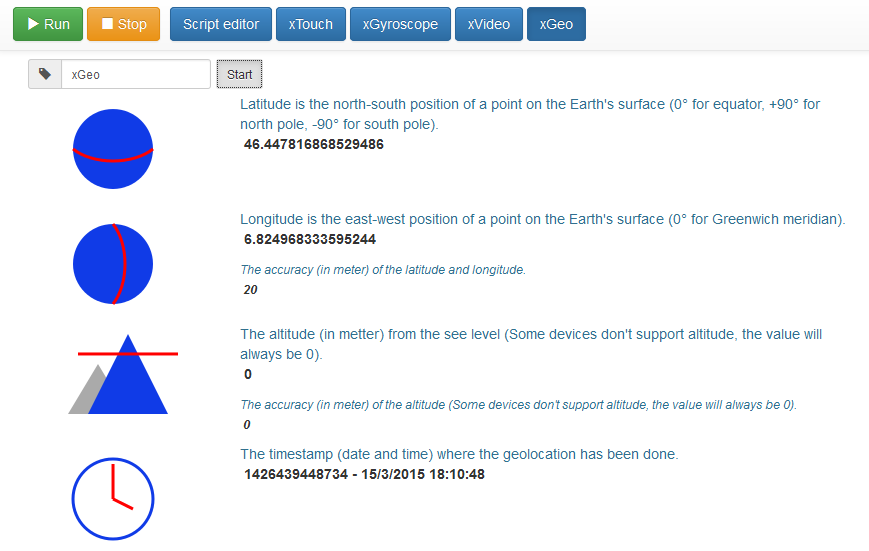 Run Stop Script editor xTouch xGyroscope xVideo xGeo
xGeo Start
Latitude is the north-south position of a point on the Earth's surface (0° for equator, +90° for
north pole, -90° for south pole).
46.447816868529486
Longitude is the east-west position of a point on the Earth's surface (0° for Greenwich meridian).
6.824968333595244
The accuracy (in meter) of the latitude and longitude.
20
The altitude (in metter) from the see level (Some devices don't support altitude, the value will
always be 0).
0
The accuracy (in meter) of the altitude (Some devices don't support altitude, the value will always be 0).
0
The timestamp (date and time) where the geolocation has been done.
1426439448734 - 15/3/2015 18:10:48